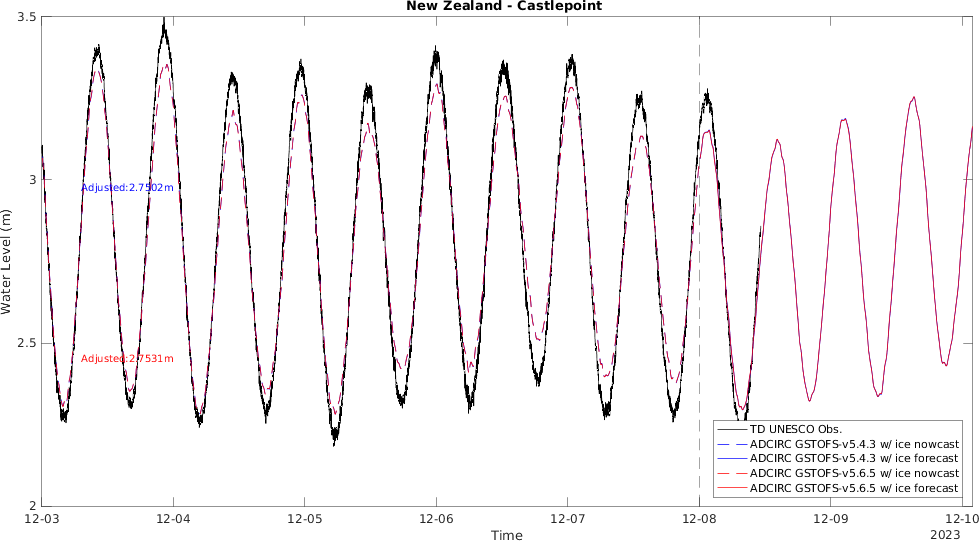 New Zealand - Castlepoint
3.5
3
2.5
2
Water Level (m)
Adjusted:2.7502m
Adjusted:2.7531m
TD UNESCO Obs.
ADCIRC GSTOFS-v5.4.3 w/ ice nowcast
ADCIRC GSTOFS-v5.4.3 w/ ice forecast
ADCIRC GSTOFS-v5.6.5 w/ ice nowcast
ADCIRC GSTOFS-v5.6.5 w/ ice forecast
12-03 12-04 12-05 12-06 12-07 12-08 12-09 12-10
Time
2023